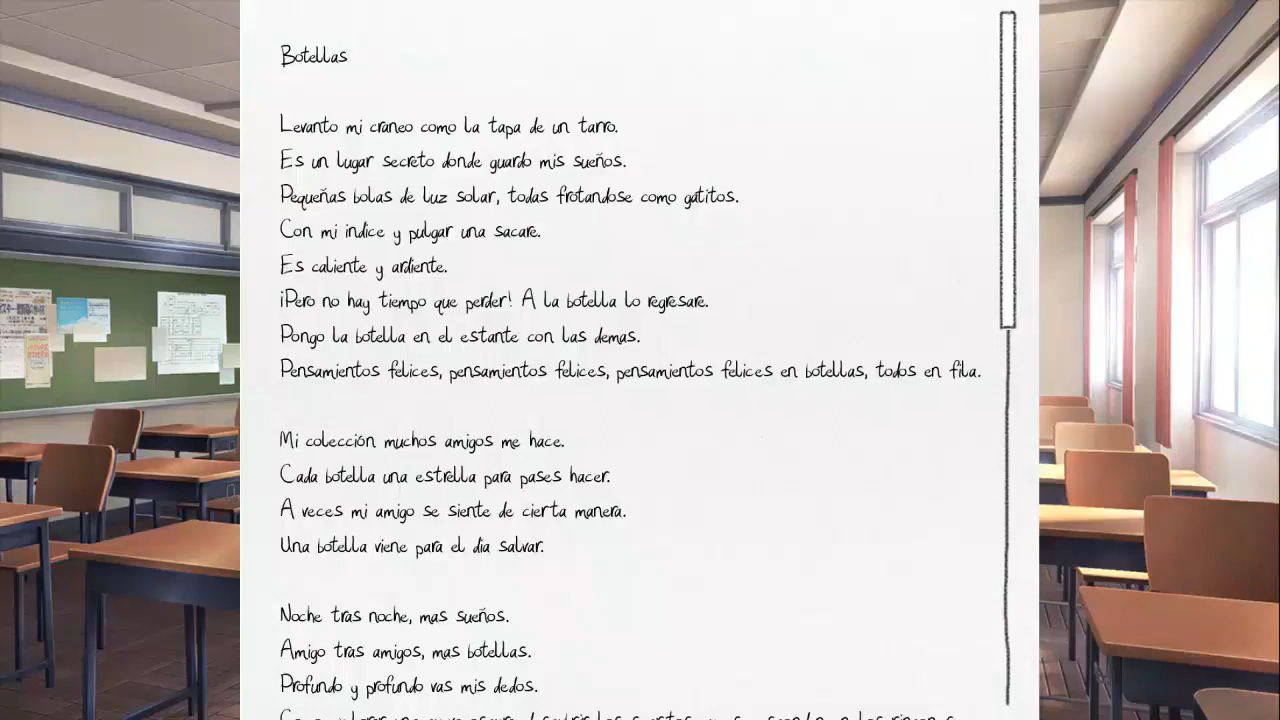 Botellas
Levanto mi craneo como la tapa de un tarro.
Es un lugar secreto donde guardo mis sueños.
Pequeñas bolas de luz solar, todas frotandose como gatitos.
Con mi indice y pulgar una sacare.
Es caliente y ardiente.
¡Pero no hay tiempo que perder! A la botella lo regresare.
Pongo la botella en el estante con las demas.
Pensamientos felices, pensamientos felices, pensamientos felices en botellas, todos en fila.
Mi colección muchos amigos me hace.
Cada botella una estrella para pases hacer.
A veces mi amigo se siente de cierta manera.
Una botella viene para el dia salvar.
Noche tras noche, mas sueños.
Amigo tras amigos, mas botellas.
Profundo y profundo vas mis dedos.